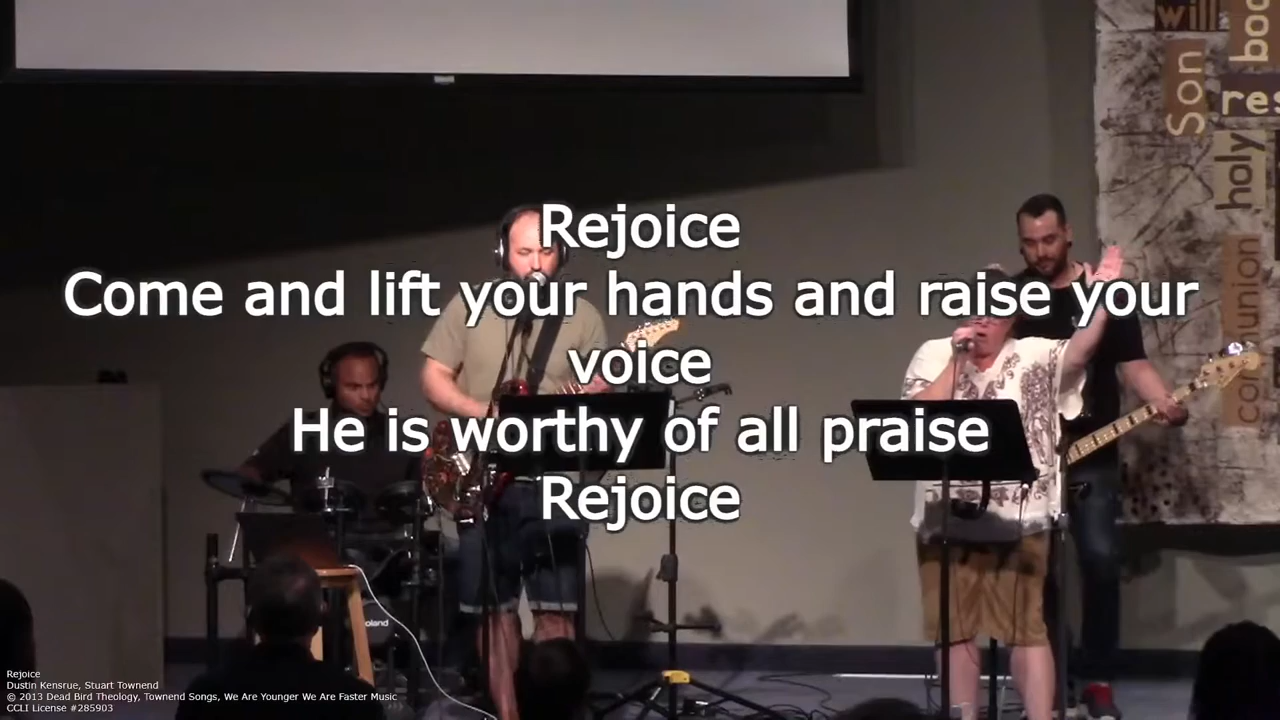 will
Son
boo
res
holy
communion
Rejoice
Come and lift your hands and raise your
voice
He is worthy of all praise
Rejoice
oland
Rejoice
Dustin Kensrue, Stuart Townend
© 2013 Dead Bird Theology, Townend Songs, We Are Younger We Are Faster Music
CCLI License #285903